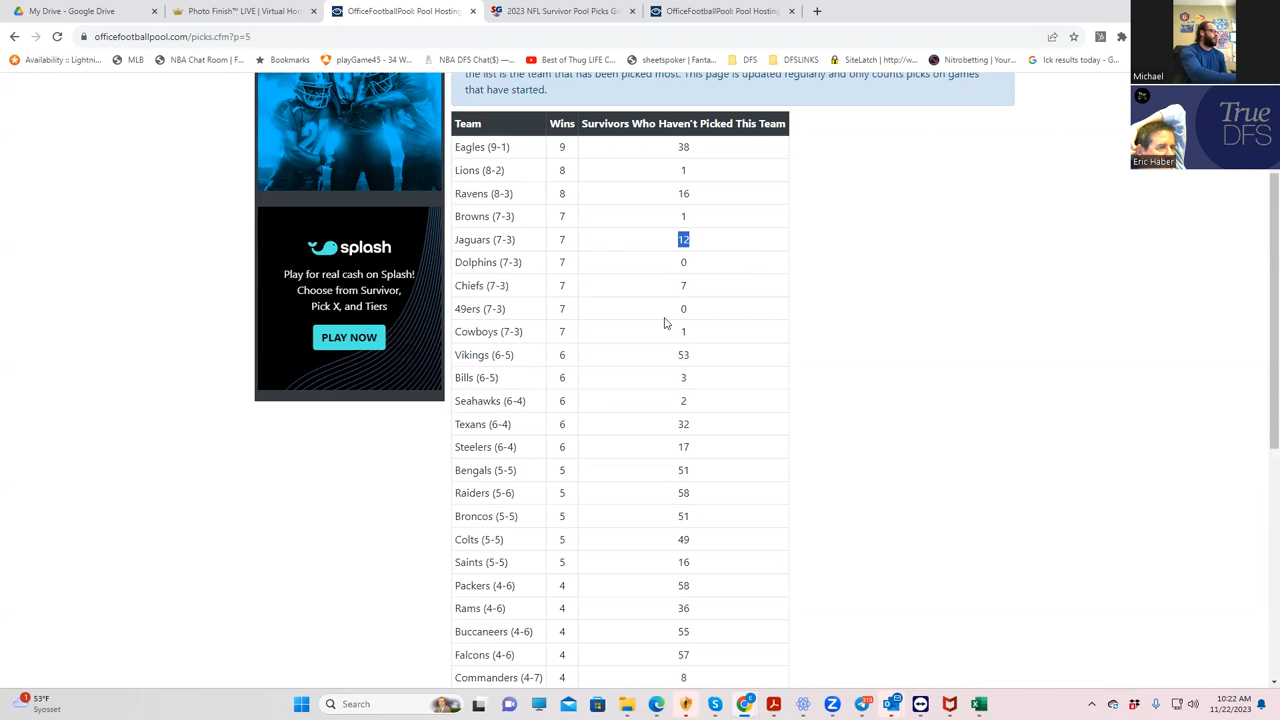 My Drive - Google Drive
Photo Finish™ LIVE | Virtual Hors
OfficeFootballPool: Pool Hosting
2023 NFL Survivor Pool Picks Gri
OfficeFootballPool: Pool Hosting
officefootballpool.com/picks.cfm?p=5
Availability :: Lightni...
MLB
NBA Chat Room | F...
playGame45 - 34 W...
NBA DFS Chat($) —...
Bookmarks
Best of Thug LIFE C...
sheetspoker | Fanta...
DFS
DFSLINKS
SiteLatch | http://w...
Nitrobetting | Your...
lck results today - G...
Michael
True DFS
Eric Haber
the list is the team that has been picked most. This page is updated regularly and only counts picks on games
that have started.
splash
Play for real cash on Splash!
Choose from Survivor,
Pick X, and Tiers
PLAY NOW
Team Wins Survivors Who Haven't Picked This Team
Eagles (9-1) 9 38
Lions (8-2) 8 1
Ravens (8-3) 8 16
Browns (7-3) 7 1
Jaguars (7-3) 7 12
Dolphins (7-3) 7 0
Chiefs (7-3) 7 7
49ers (7-3) 7 0
Cowboys (7-3) 7 1
Vikings (6-5) 6 53
Bills (6-5) 6 3
Seahawks (6-4) 6 2
Texans (6-4) 6 32
Steelers (6-4) 6 17
Bengals (5-5) 5 51
Raiders (5-6) 5 58
Broncos (5-5) 5 51
Colts (5-5) 5 49
Saints (5-5) 5 16
Packers (4-6) 4 58
Rams (4-6) 4 36
Buccaneers (4-6) 4 55
Falcons (4-6) 4 57
Commanders (4-7) 4 8
53°F
Syosset
Search
10:22 AM
11/22/2023